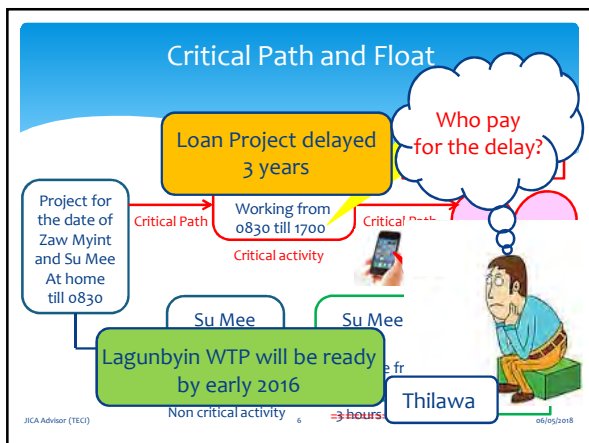 Critical Path and Float
Who pay
for the delay?
Loan Project delayed
3 years
Project for
the date of
Zaw Myint
and Su Mee
At home
till 0830
Critical Path
Working from
0830 till 1700
Critical Path
Critical activity
Su Mee
Su Mee
Lagunbyin WTP will be ready
by early 2016
Thilawa
Non critical activity
3 hours
JICA Advisor (TECI)
6
06/05/2018